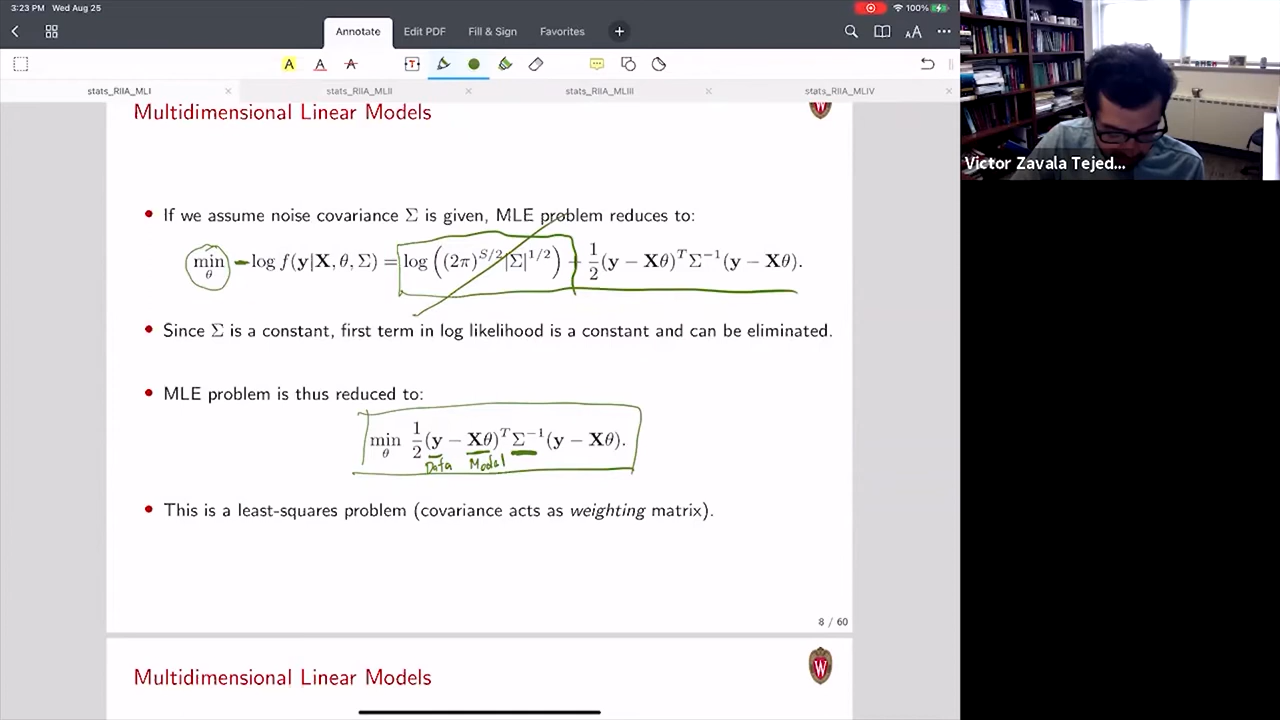 3:23 PM Wed Aug 25
100%
Annotate Edit PDF Fill & Sign Favorites
stats_RIIA_MLI stats_RIIA_MLII stats_RIIA_MLIII stats_RIIA_MLIV
Multidimensional Linear Models
• If we assume noise covariance Σ is given, MLE problem reduces to:
min_θ − log f(y|X, θ, Σ) = log ((2π)^{S/2}|Σ|^{1/2}) + 1/2 (y − Xθ)^T Σ^{−1}(y − Xθ).
• Since Σ is a constant, first term in log likelihood is a constant and can be eliminated.
• MLE problem is thus reduced to:
min_θ 1/2 (y − Xθ)^T Σ^{−1}(y − Xθ).
Data Model
• This is a least-squares problem (covariance acts as weighting matrix).
8 / 60
Multidimensional Linear Models
W
Victor Zavala Tejed...